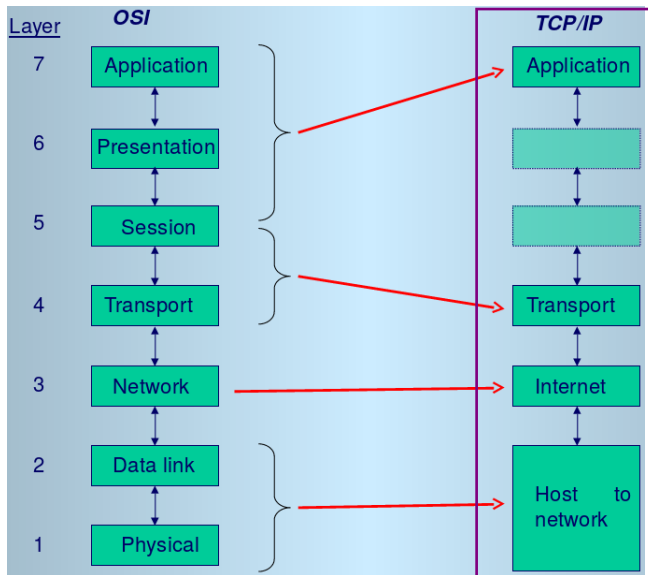 Layer OSI TCP/IP
7 Application Application
6 Presentation
5 Session
4 Transport Transport
3 Network Internet
2 Data link Host to
network
1 Physical